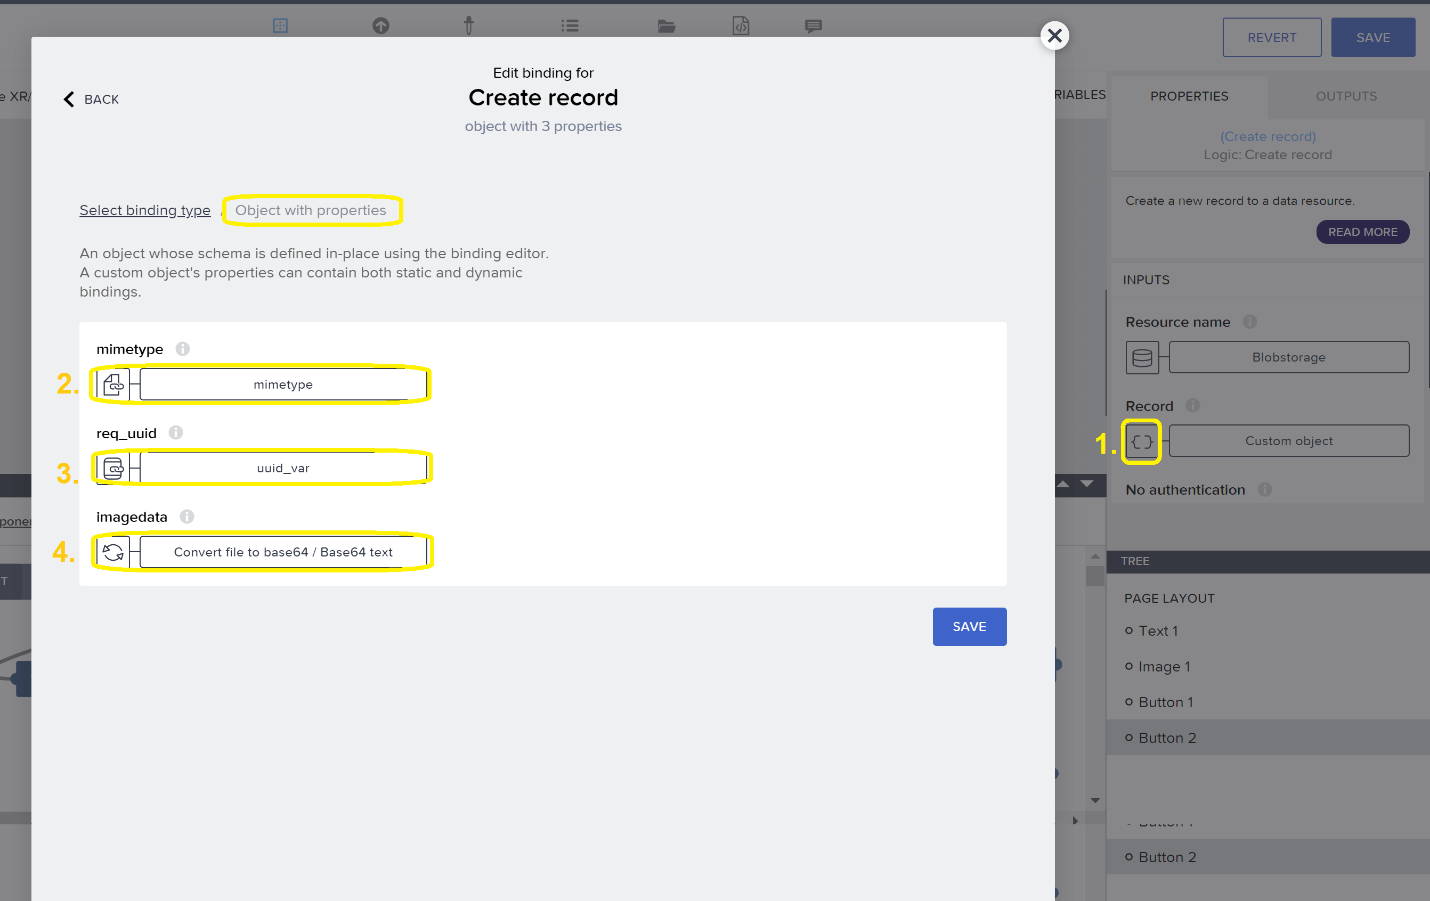 REVERT
SAVE
Edit binding for
BACK
Create record
object with 3 properties
e XR/
RIABLES
PROPERTIES
OUTPUTS
(Create record)
Logic: Create record
Select binding type
Object with properties
Create a new record to a data resource.
READ MORE
An object whose schema is defined in-place using the binding editor.
A custom object's properties can contain both static and dynamic
bindings.
INPUTS
Resource name
Blobstorage
mimetype
2.
mimetype
Record
1.
Custom object
req_uuid
3.
uuid_var
No authentication
imagedata
4.
Convert file to base64 / Base64 text
ponen
TREE
T
PAGE LAYOUT
SAVE
Text 1
Image 1
Button 1
Button 2
Button 1
Button 2